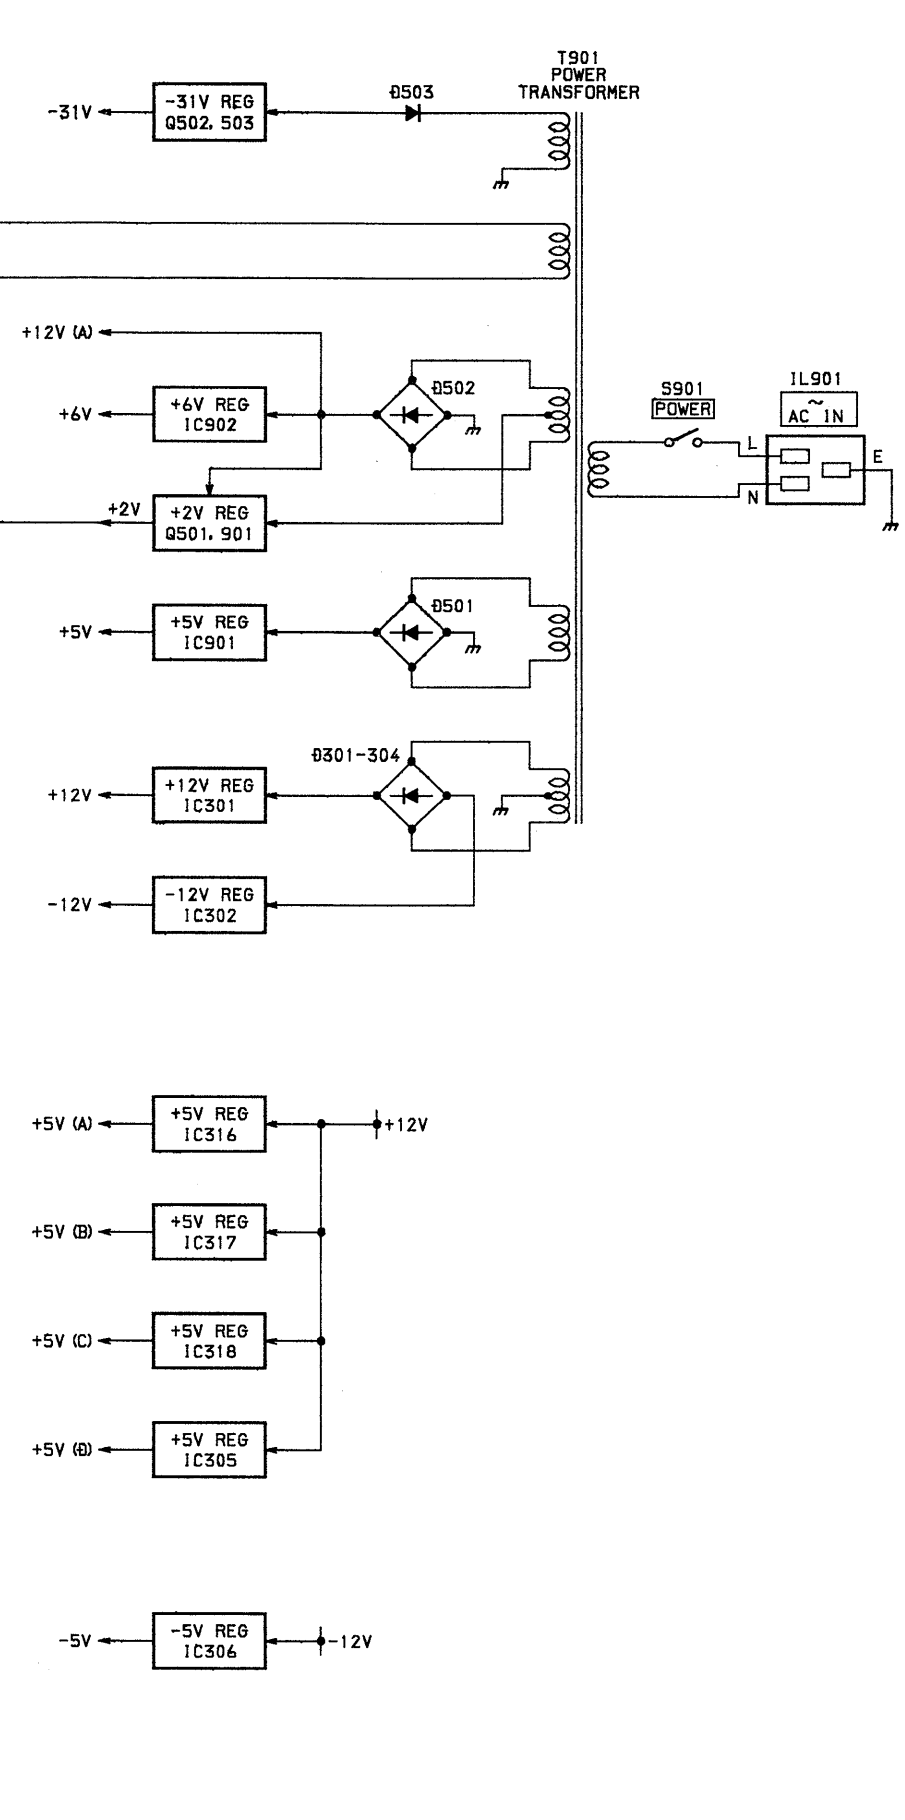 T901
POWER
TRANSFORMER
D503
-31V
-31V REG
Q502, 503
+12V (A)
D502
+6V
+6V REG
IC902
S901
POWER
IL901
~
AC IN
L
E
N
+2V
+2V REG
Q501, 901
D501
+5V
+5V REG
IC901
D301-304
+12V
+12V REG
IC301
-12V
-12V REG
IC302
+5V (A)
+5V REG
IC316
+12V
+5V (B)
+5V REG
IC317
+5V (C)
+5V REG
IC318
+5V (D)
+5V REG
IC305
-5V
-5V REG
IC306
-12V